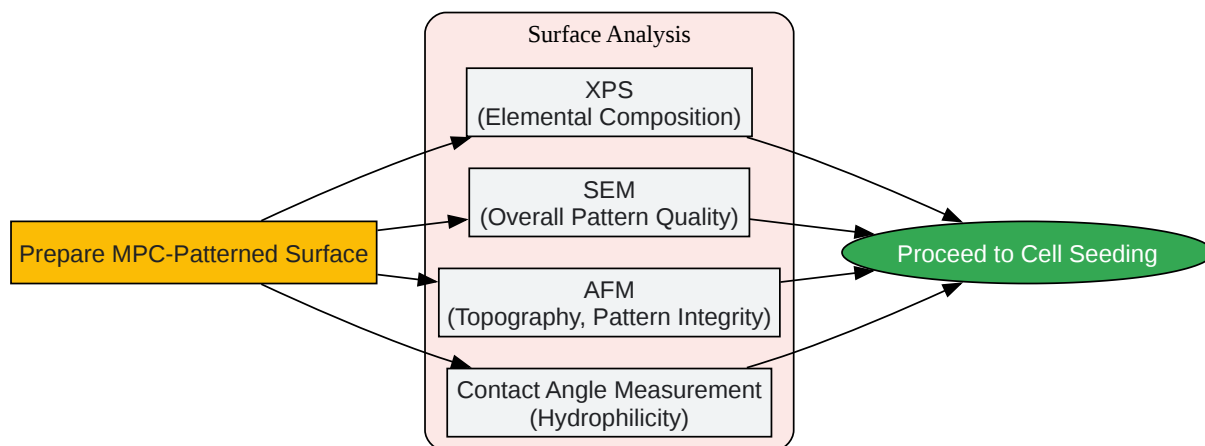 Surface Analysis
XPS
(Elemental Composition)
SEM
(Overall Pattern Quality)
Prepare MPC-Patterned Surface
Proceed to Cell Seeding
AFM
(Topography, Pattern Integrity)
Contact Angle Measurement
(Hydrophilicity)